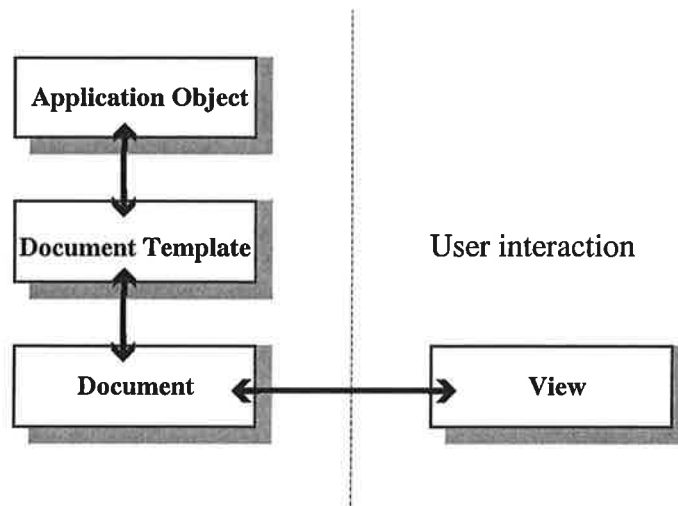 Application Object
Document Template
User interaction
Document
View